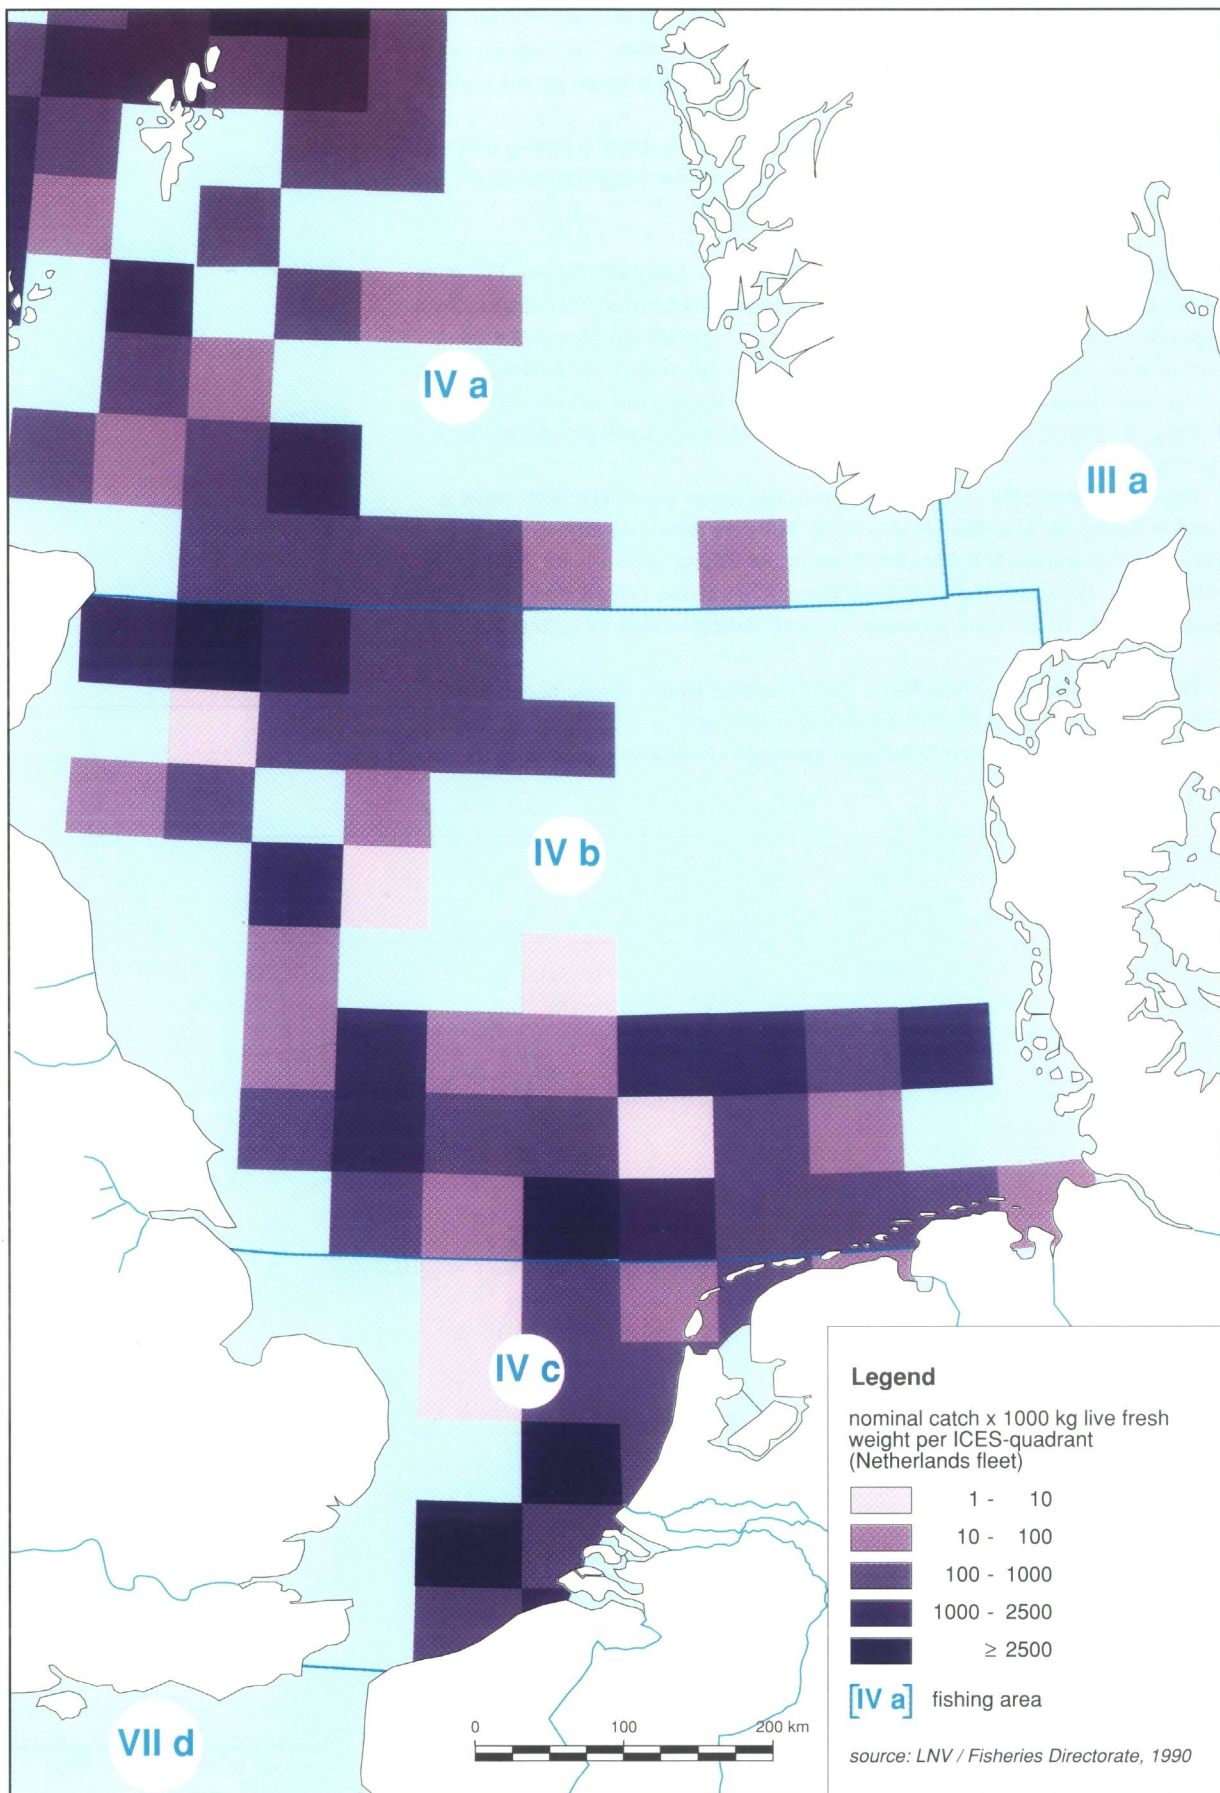 IV a
III a
IV b
IV c
VII d
0 100 200 km
Legend
nominal catch x 1000 kg live fresh
weight per ICES-quadrant
(Netherlands fleet)
1 - 10
10 - 100
100 - 1000
1000 - 2500
≥ 2500
[IV a] fishing area
source: LNV / Fisheries Directorate, 1990